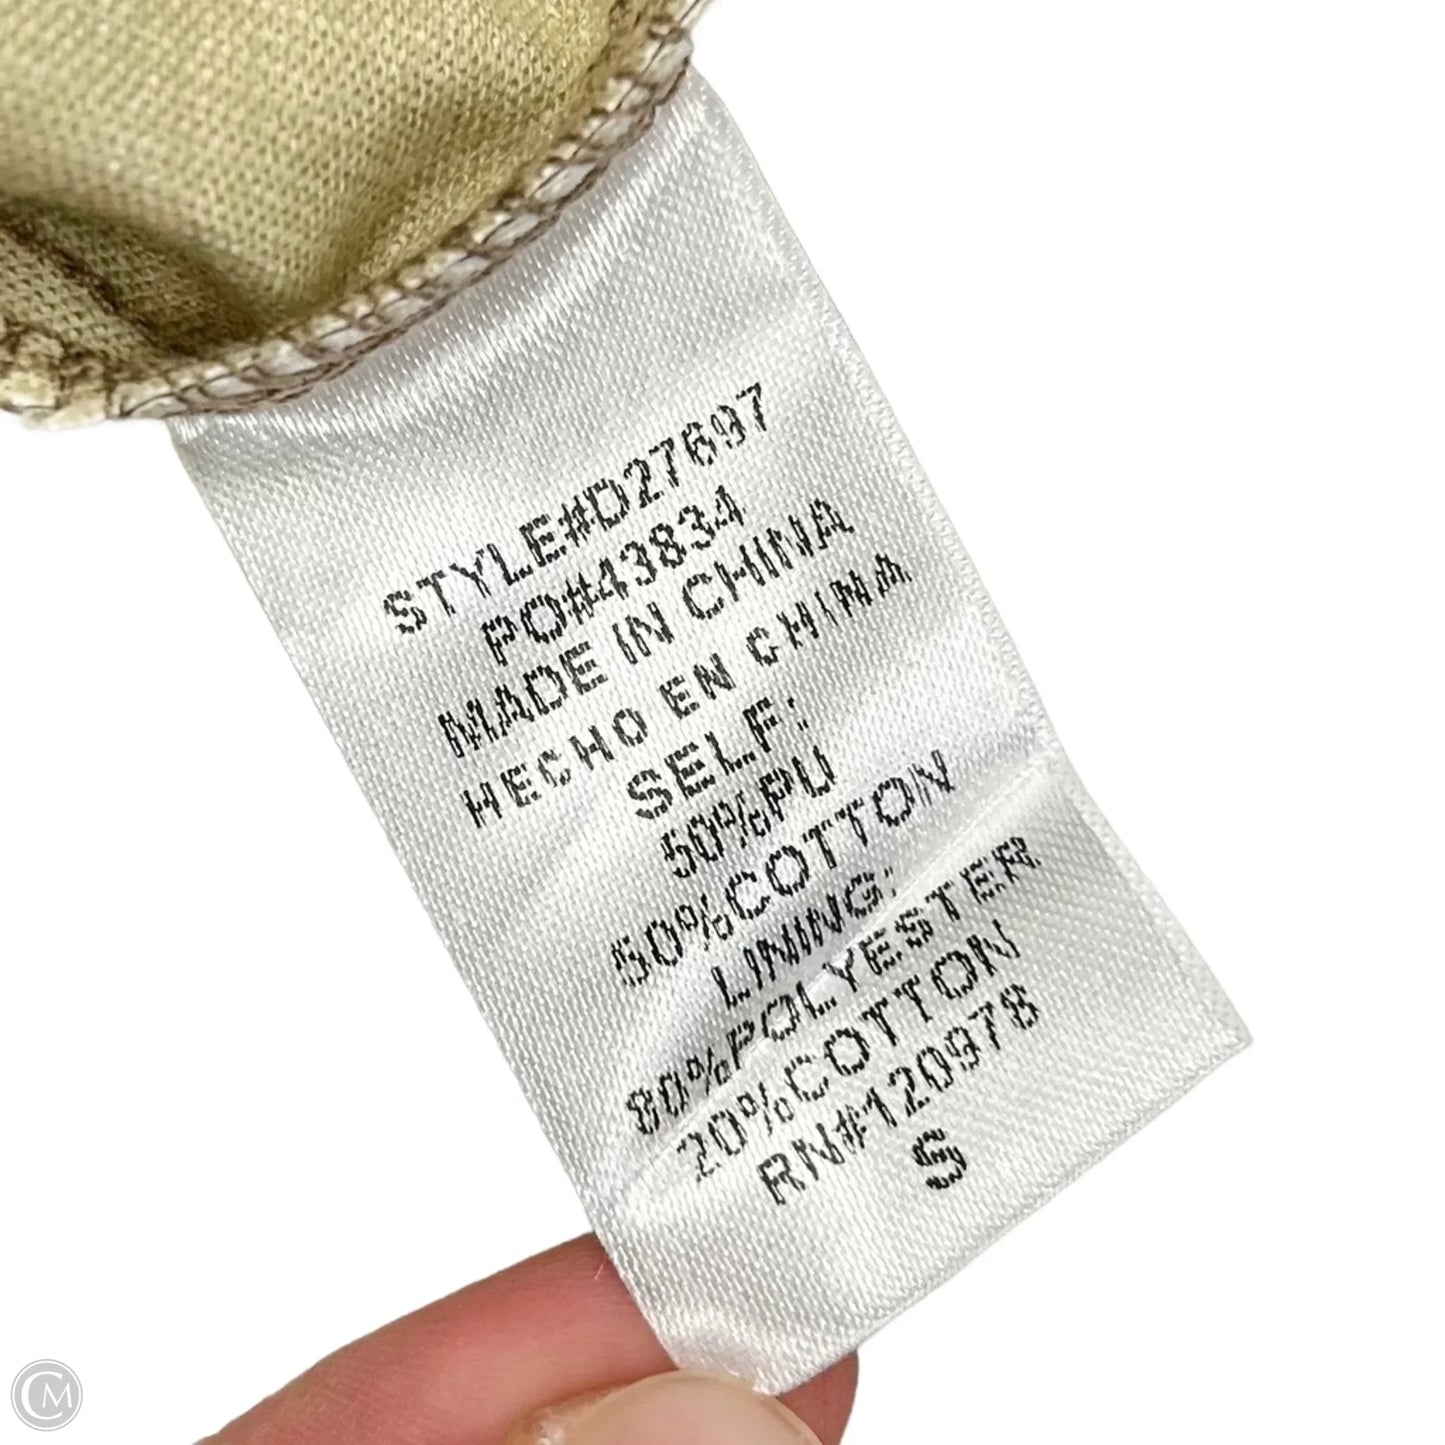 STYLE#D27697
PO#43834
MADE IN CHINA
HECHO EN CHINA
SELF:
50%PU
50%COTTON
LINING:
80%POLYESTER
20%COTTON
RN#120978
S
CM